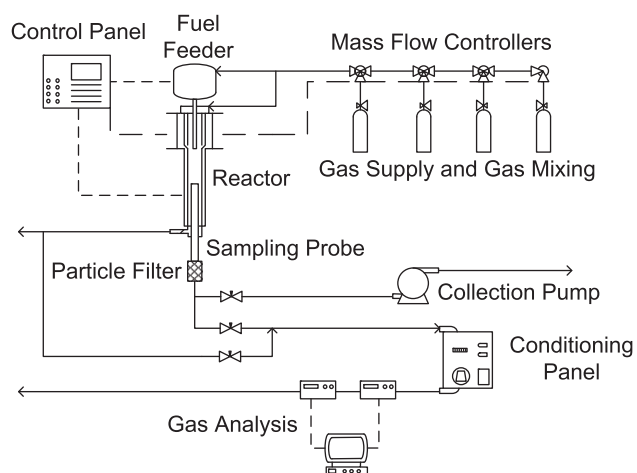 Control Panel
Fuel
Feeder
Mass Flow Controllers
Gas Supply and Gas Mixing
Reactor
Sampling Probe
Particle Filter
Collection Pump
Conditioning
Panel
Gas Analysis